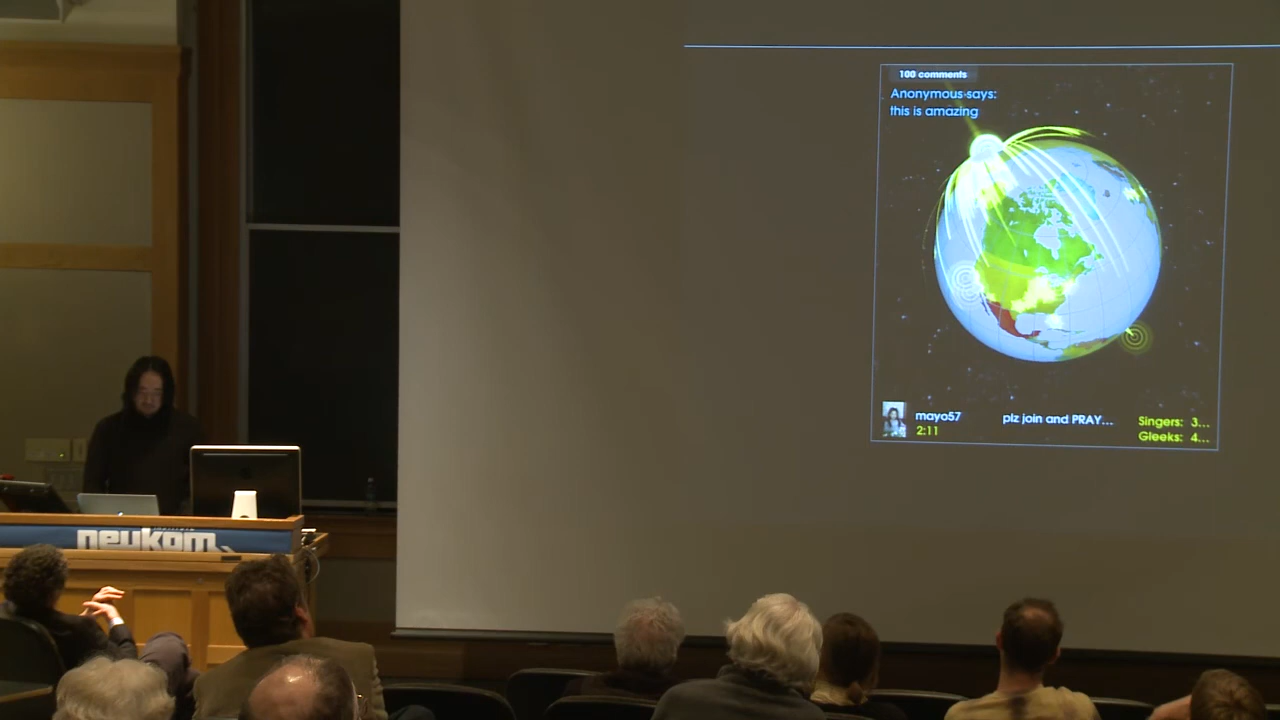 100 comments
Anonymous says:
this is amazing
mayo57
2:11
plz join and PRAY...
Singers: 3...
Gleeks: 4...
neukom